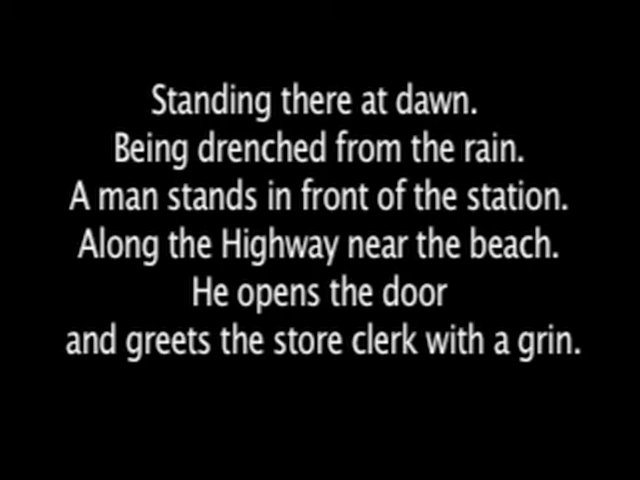 Standing there at dawn.
Being drenched from the rain.
A man stands in front of the station.
Along the Highway near the beach.
He opens the door
and greets the store clerk with a grin.